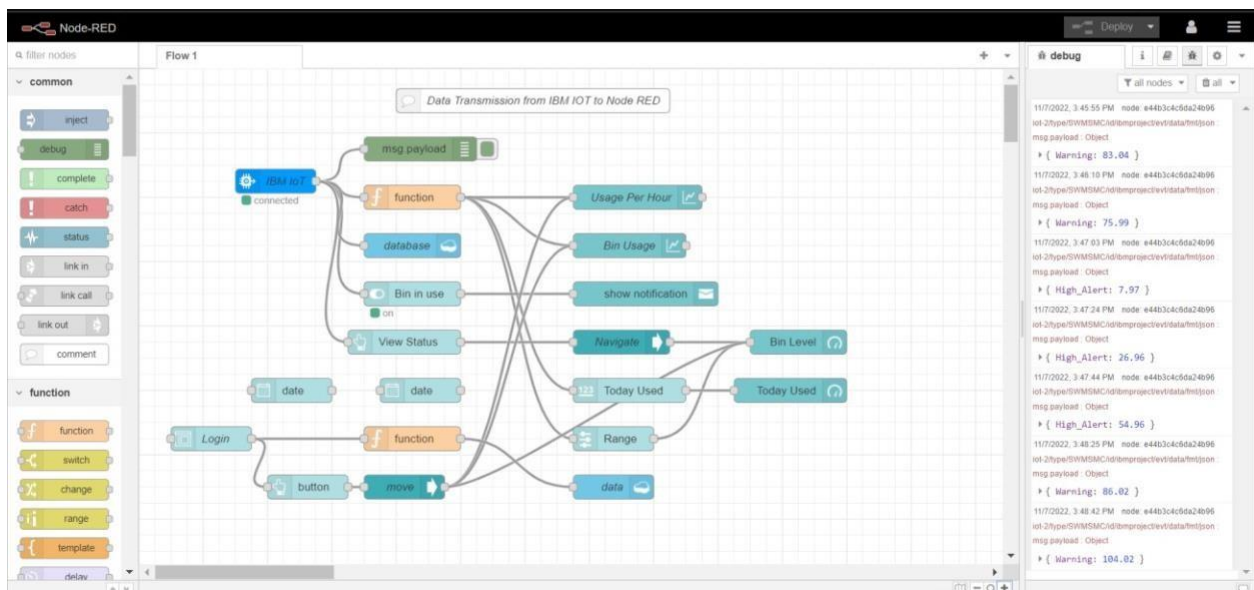 Node-RED
Deploy
filter nodes
Flow 1
debug
i
common
inject
debug
complete
catch
status
link in
link call
link out
comment
function
function
switch
change
range
template
delay
Data Transmission from IBM IOT to Node RED
msg.payload
IBM IoT
connected
function
Usage Per Hour
database
Bin Usage
Bin in use
on
show notification
View Status
Navigate
Bin Level
date
date
123
Today Used
Today Used
Login
function
Range
button
move
data
all nodes
all
11/7/2022, 3:45:55 PM node: e44b3c4c6da24b96
iot-2/type/SWMSMC/id/ibmproject/evt/data/fmt/json :
msg.payload : Object
{ Warning: 83.04 }
11/7/2022, 3:46:10 PM node: e44b3c4c6da24b96
iot-2/type/SWMSMC/id/ibmproject/evt/data/fmt/json :
msg.payload : Object
{ Warning: 75.99 }
11/7/2022, 3:47:03 PM node: e44b3c4c6da24b96
iot-2/type/SWMSMC/id/ibmproject/evt/data/fmt/json :
msg.payload : Object
{ High_Alert: 7.97 }
11/7/2022, 3:47:24 PM node: e44b3c4c6da24b96
iot-2/type/SWMSMC/id/ibmproject/evt/data/fmt/json :
msg.payload : Object
{ High_Alert: 26.96 }
11/7/2022, 3:47:44 PM node: e44b3c4c6da24b96
iot-2/type/SWMSMC/id/ibmproject/evt/data/fmt/json :
msg.payload : Object
{ High_Alert: 54.96 }
11/7/2022, 3:48:25 PM node: e44b3c4c6da24b96
iot-2/type/SWMSMC/id/ibmproject/evt/data/fmt/json :
msg.payload : Object
{ Warning: 86.02 }
11/7/2022, 3:48:42 PM node: e44b3c4c6da24b96
iot-2/type/SWMSMC/id/ibmproject/evt/data/fmt/json :
msg.payload : Object
{ Warning: 104.02 }